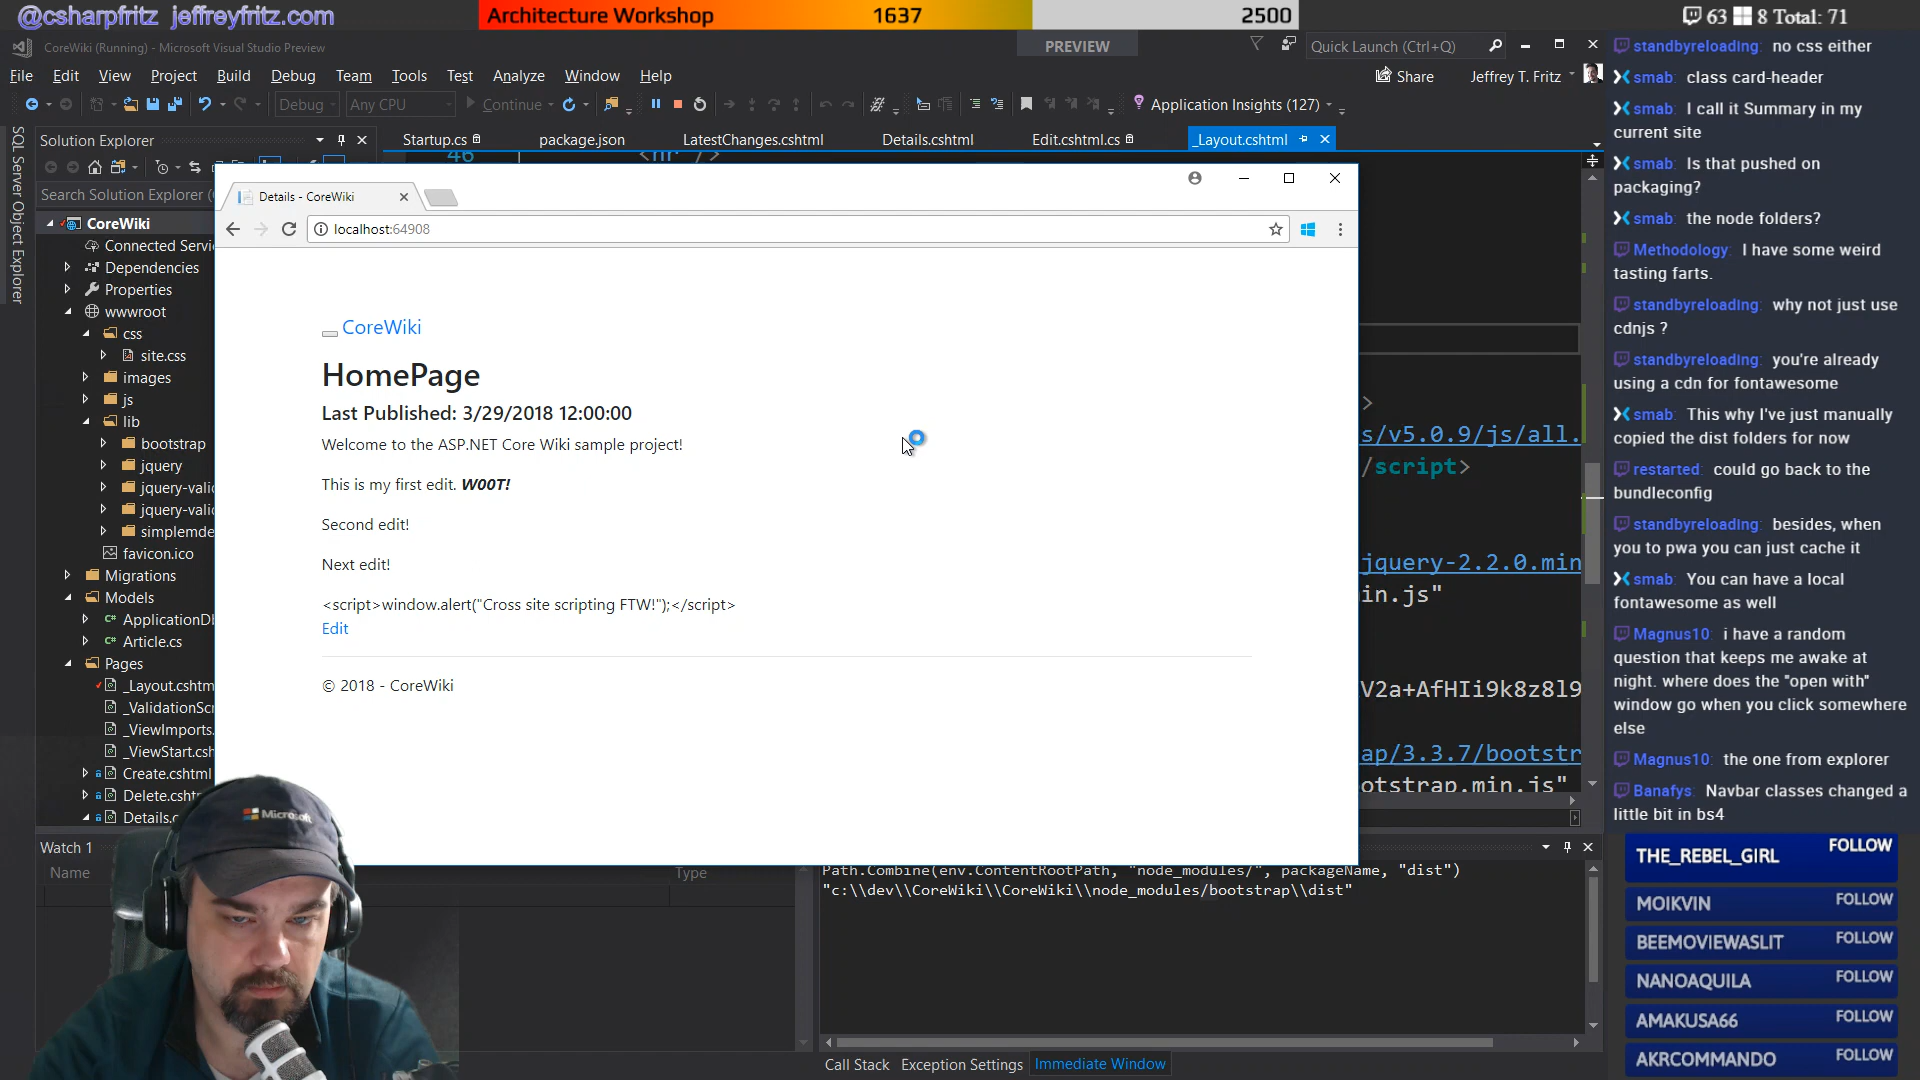 @csharpfritz jeffreyfritz.com
Architecture Workshop 1637 2500
63 8 Total: 71
CoreWiki (Running) - Microsoft Visual Studio Preview
PREVIEW
Quick Launch (Ctrl+Q)
File Edit View Project Build Debug Team Tools Test Analyze Window Help
Share Jeffrey T. Fritz
Debug Any CPU Continue Application Insights (127)
SQL Server Object Explorer
Solution Explorer
Startup.cs package.json LatestChanges.cshtml Details.cshtml Edit.cshtml.cs _Layout.cshtml
46 <hr />
Search Solution Explorer (
CoreWiki
Connected Servi
Dependencies
Properties
wwwroot
css
site.css
images
js
lib
bootstrap
jquery
jquery-valid
jquery-valid
simplemde
favicon.ico
Migrations
Models
ApplicationDb
Article.cs
Pages
_Layout.cshtm
_ValidationScr
_ViewImports.
_ViewStart.csh
Create.cshtml
Delete.cshtm
Details.c
Details - CoreWiki
localhost:64908
CoreWiki
HomePage
Last Published: 3/29/2018 12:00:00
Welcome to the ASP.NET Core Wiki sample project!
This is my first edit. W00T!
Second edit!
Next edit!
<script>window.alert("Cross site scripting FTW!");</script>
Edit
© 2018 - CoreWiki
>
s/v5.0.9/js/all.
/script>
jquery-2.2.0.min
in.js"
V2a+AfHIi9k8z8l9
ap/3.3.7/bootstr
otstrap.min.js"
Watch 1
Name Type
Path.Combine(env.ContentRootPath, "node_modules/", packageName, "dist")
"c:\\dev\\CoreWiki\\CoreWiki\\node_modules/bootstrap\\dist"
Call Stack Exception Settings Immediate Window
Microsoft
standbyreloading: no css either
smab: class card-header
smab: I call it Summary in my
current site
smab: Is that pushed on
packaging?
smab: the node folders?
Methodology: I have some weird
tasting farts.
standbyreloading: why not just use
cdnjs ?
standbyreloading: you're already
using a cdn for fontawesome
smab: This why I've just manually
copied the dist folders for now
restarted: could go back to the
bundleconfig
standbyreloading: besides, when
you to pwa you can just cache it
smab: You can have a local
fontawesome as well
Magnus10: i have a random
question that keeps me awake at
night. where does the "open with"
window go when you click somewhere
else
Magnus10: the one from explorer
Banafys: Navbar classes changed a
little bit in bs4
THE_REBEL_GIRL FOLLOW
MOIKVIN FOLLOW
BEEMOVIEWASLIT FOLLOW
NANOAQUILA FOLLOW
AMAKUSA66 FOLLOW
AKRCOMMANDO FOLLOW